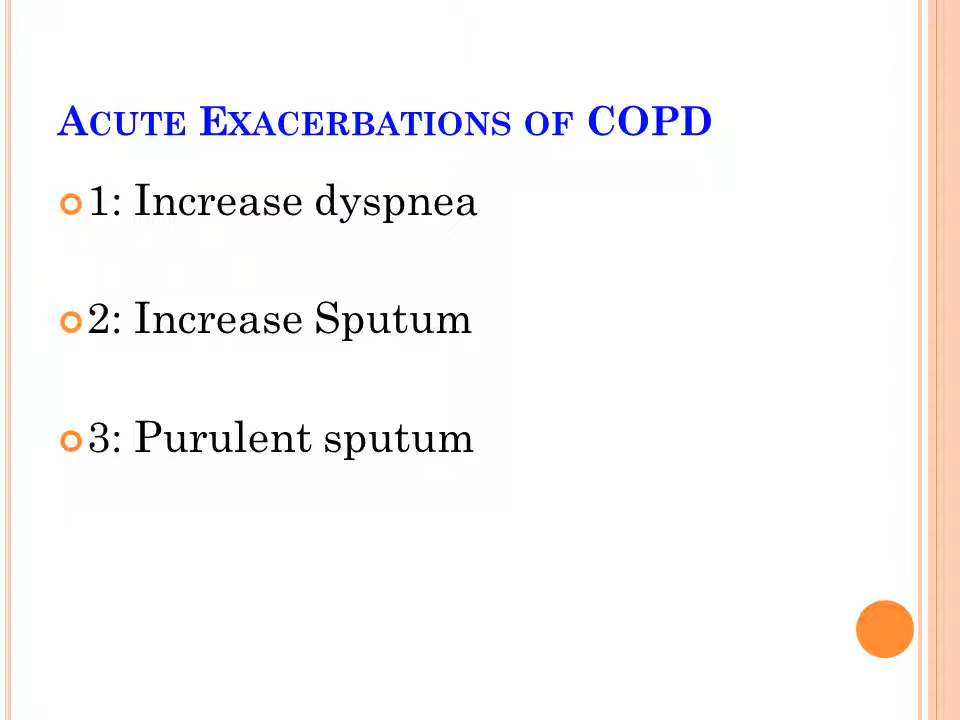 Acute Exacerbations of COPD
1: Increase dyspnea
2: Increase Sputum
3: Purulent sputum